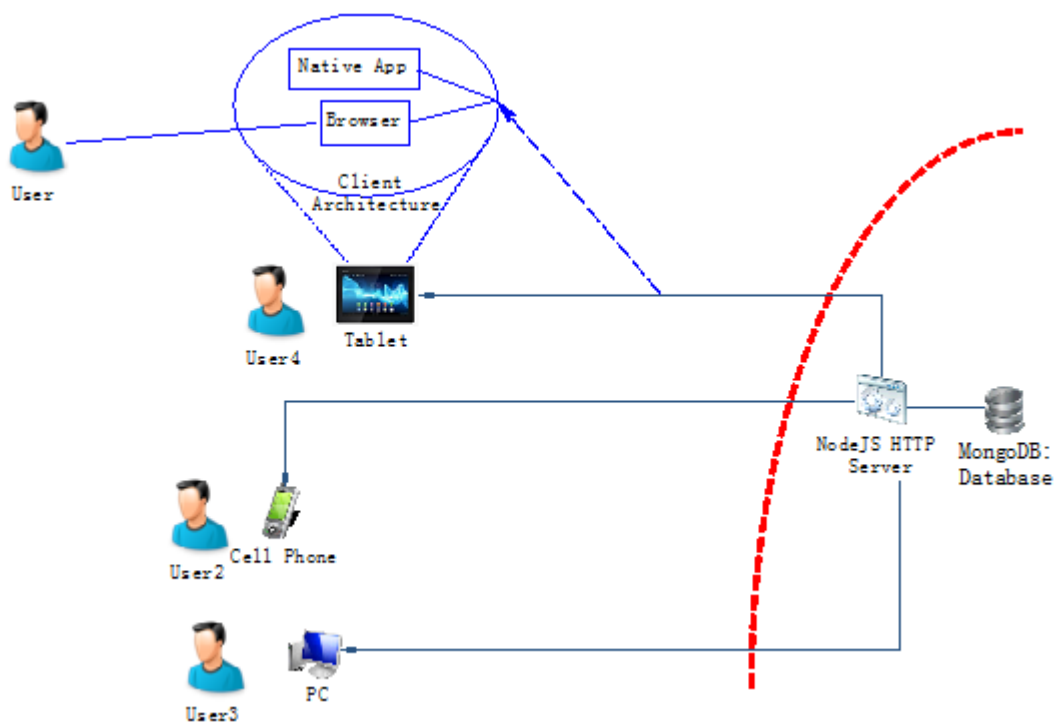 Native App
Browser
User
Client
Architecture
Tablet
User4
NodeJS HTTP
Server
MongoDB:
Database
Cell Phone
User2
PC
User3